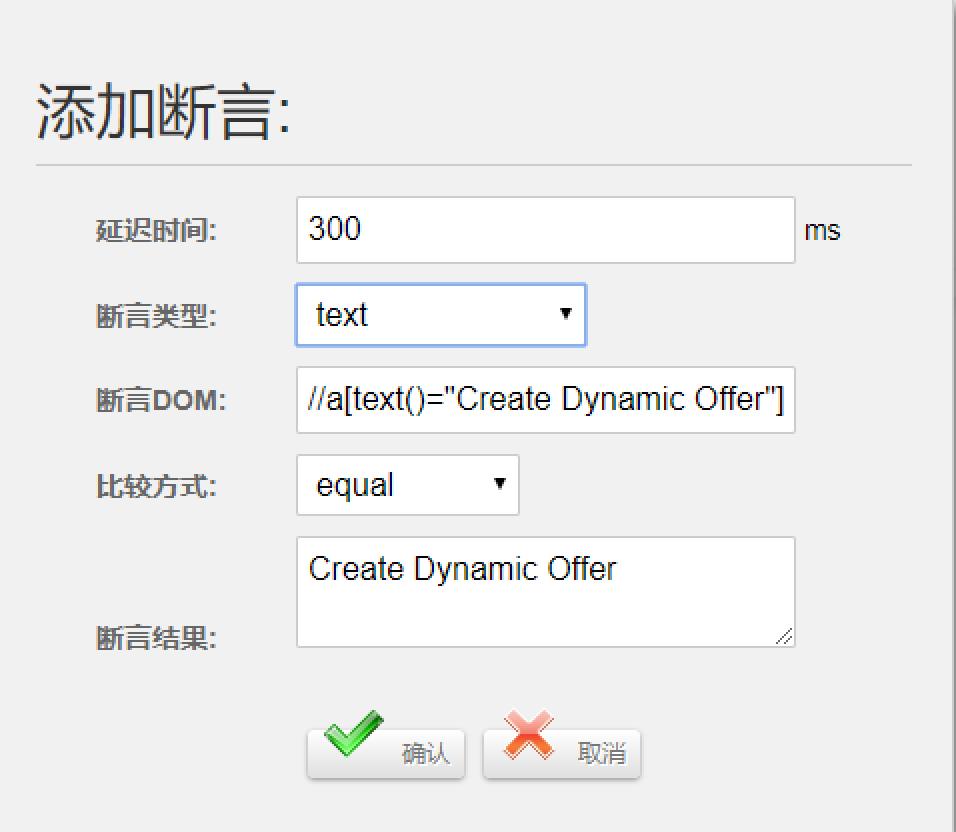 添加断言:
延迟时间: 300 ms
断言类型: text
断言DOM: //a[text()="Create Dynamic Offer"]
比较方式: equal
Create Dynamic Offer
断言结果:
确认 取消